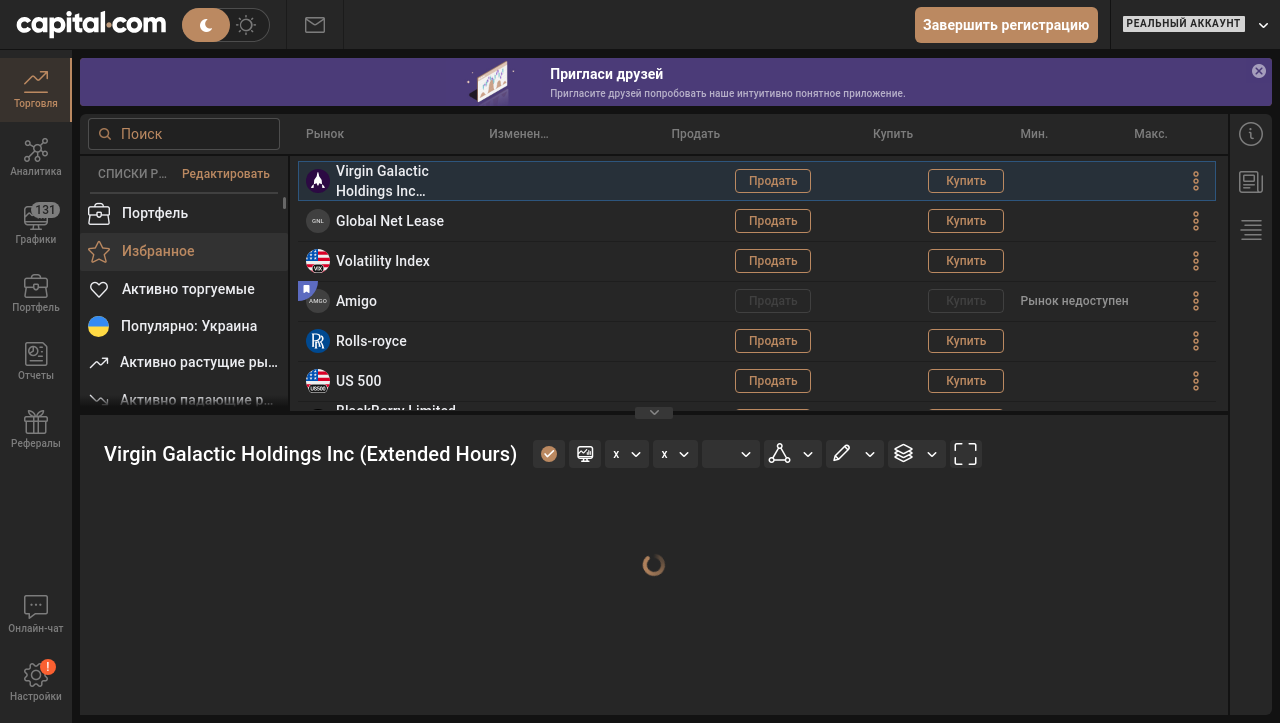 capital.com
Завершить регистрацию
РЕАЛЬНЫЙ АККАУНТ
Торговля
Аналитика
131
Графики
Портфель
Отчеты
Рефералы
Онлайн-чат
!
Настройки
Пригласи друзей
Пригласите друзей попробовать наше интуитивно понятное приложение.
Поиск
СПИСКИ Р... Редактировать
Портфель
Избранное
Активно торгуемые
Популярно: Украина
Активно растущие ры...
Активно падающие р...
Рынок Изменен... Продать Купить Мин. Макс.
Virgin Galactic
Holdings Inc... Продать Купить
GNL Global Net Lease Продать Купить
VIX Volatility Index Продать Купить
AMGO Amigo Продать Купить Рынок недоступен
RR Rolls-royce Продать Купить
US500 US 500 Продать Купить
BlackBerry Limited
Virgin Galactic Holdings Inc (Extended Hours) x x